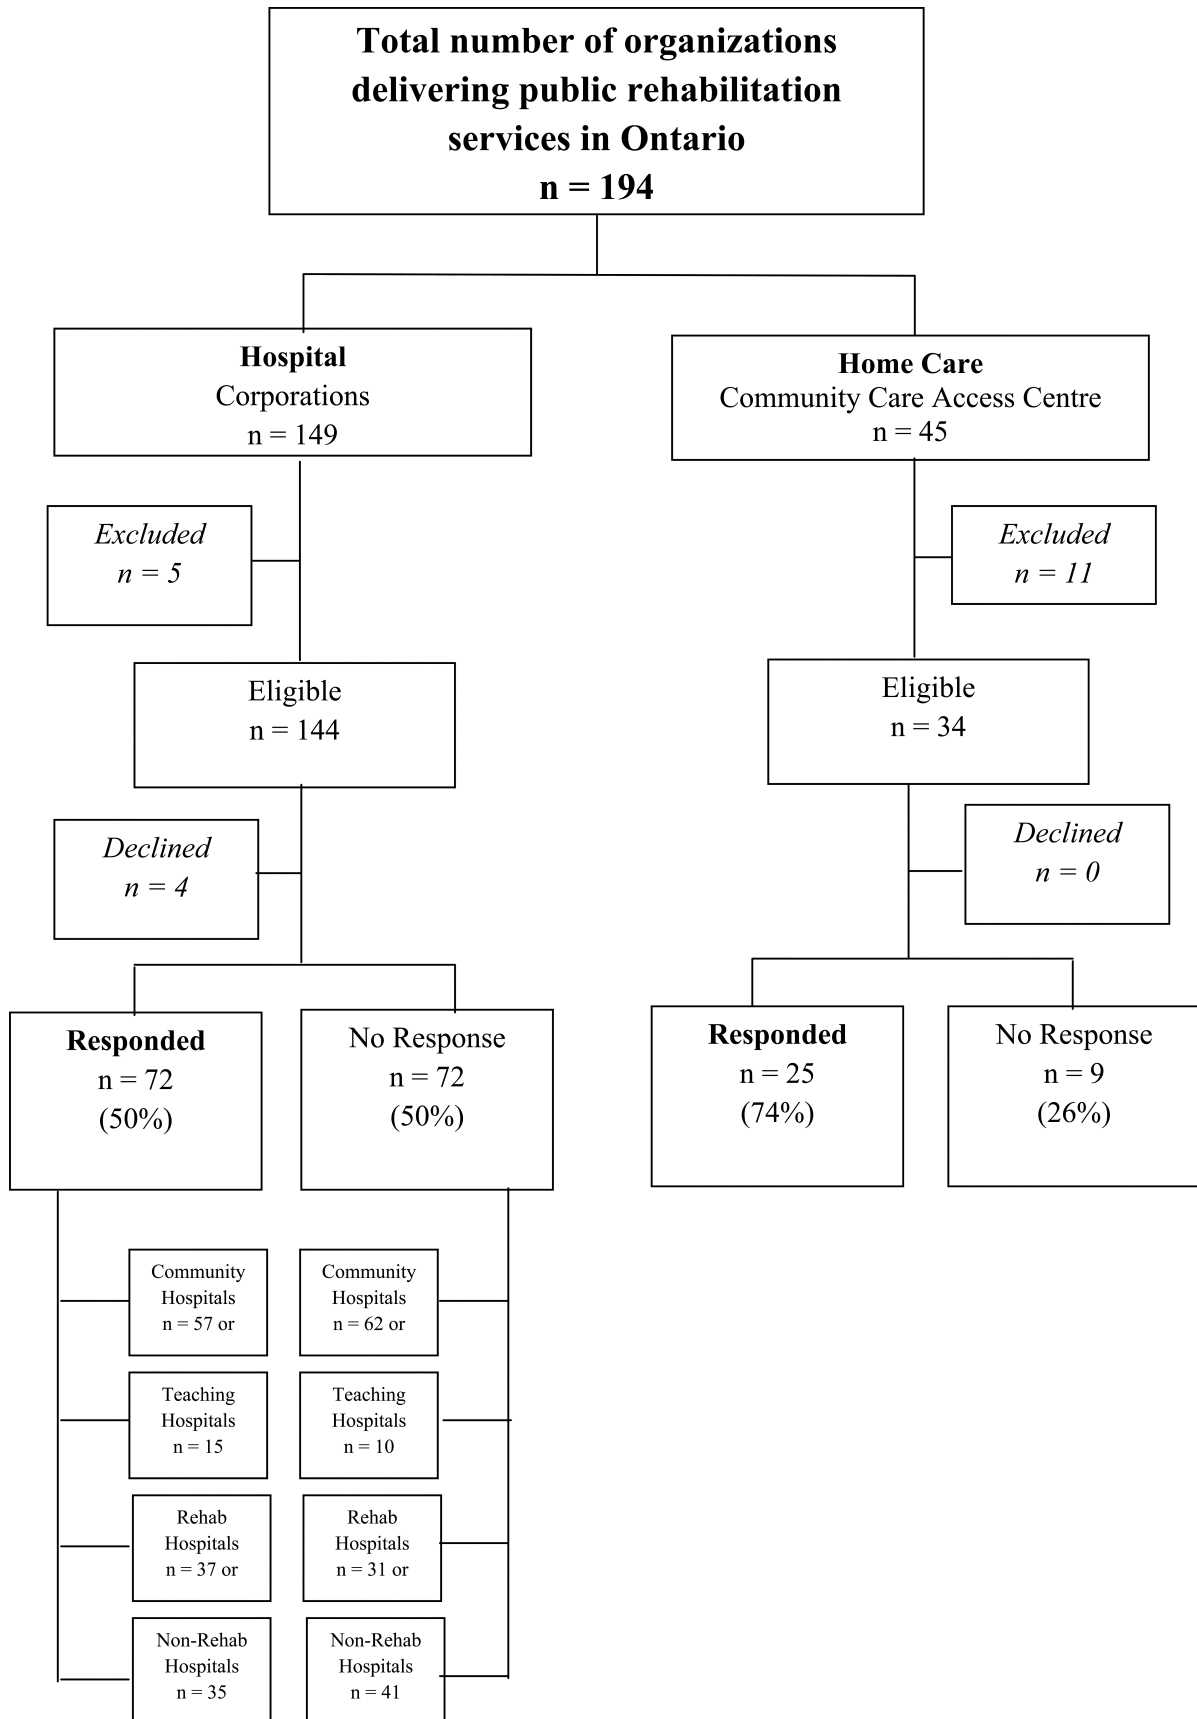 Total number of organizations
delivering public rehabilitation
services in Ontario
n = 194
Hospital
Corporations
n = 149
Home Care
Community Care Access Centre
n = 45
Excluded
n = 5
Excluded
n = 11
Eligible
n = 144
Eligible
n = 34
Declined
n = 4
Declined
n = 0
Responded
n = 72
(50%)
No Response
n = 72
(50%)
Responded
n = 25
(74%)
No Response
n = 9
(26%)
Community
Hospitals
n = 57 or
Community
Hospitals
n = 62 or
Teaching
Hospitals
n = 15
Teaching
Hospitals
n = 10
Rehab
Hospitals
n = 37 or
Rehab
Hospitals
n = 31 or
Non-Rehab
Hospitals
n = 35
Non-Rehab
Hospitals
n = 41